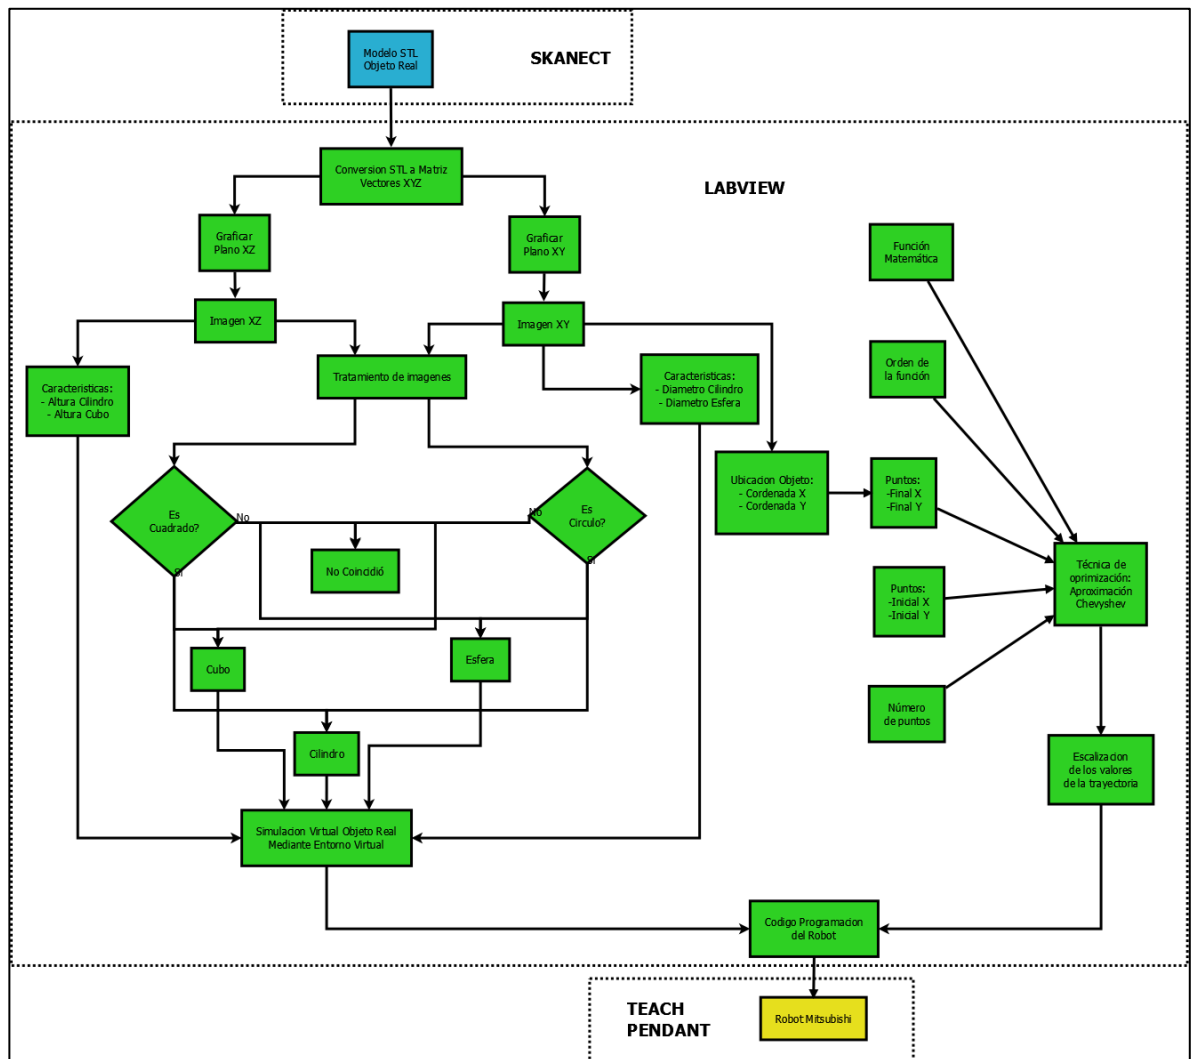 Modelo STL
Objeto Real
SKANECT
Conversion STL a Matriz
Vectores XYZ
LABVIEW
Graficar
Plano XZ
Graficar
Plano XY
Función
Matemática
Imagen XZ
Imagen XY
Tratamiento de imagenes
Orden de
la función
Caracteristicas:
- Altura Cilindro
- Altura Cubo
Caracteristicas:
- Diametro Cilindro
- Diametro Esfera
Ubicacion Objeto:
- Cordenada X
- Cordenada Y
Puntos:
-Final X
-Final Y
Es
Cuadrado?
No
Si
No
Es
Circulo?
Si
No Coincidió
Técnica de
oprimización:
Aproximación
Chevyshev
Puntos:
-Inicial X
-Inicial Y
Cubo
Esfera
Número
de puntos
Cilindro
Escalizacion
de los valores
de la trayectoria
Simulacion Virtual Objeto Real
Mediante Entorno Virtual
Codigo Programacion
del Robot
TEACH
PENDANT
Robot Mitsubishi